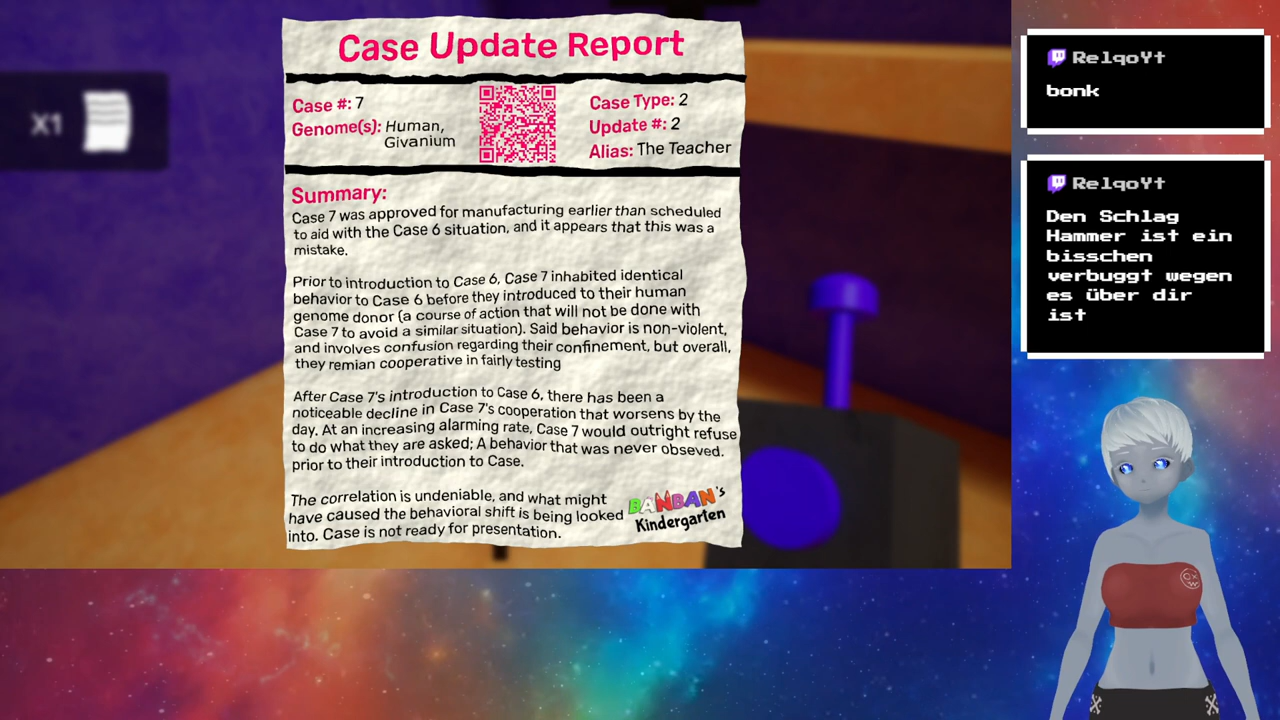 Case Update Report
X1
Case #: 7
Genome(s): Human,
Givanium
Case Type: 2
Update #: 2
Alias: The Teacher
Summary:
Case 7 was approved for manufacturing earlier than scheduled
to aid with the Case 6 situation, and it appears that this was a
mistake.
Prior to introduction to Case 6, Case 7 inhabited identical
behavior to Case 6 before they introduced to their human
genome donor (a course of action that will not be done with
Case 7 to avoid a similar situation). Said behavior is non-violent,
and involves confusion regarding their confinement, but overall,
they remian cooperative in fairly testing
After Case 7's introduction to Case 6, there has been a
noticeable decline in Case 7's cooperation that worsens by the
day. At an increasing alarming rate, Case 7 would outright refuse
to do what they are asked; A behavior that was never obseved.
prior to their introduction to Case.
The correlation is undeniable, and what might
have caused the behavioral shift is being looked
into. Case is not ready for presentation.
BANBAN's
Kindergarten
RelqoYt
bonk
RelqoYt
Den Schlag
Hammer ist ein
bisschen
verbuggt wegen
es über dir
ist